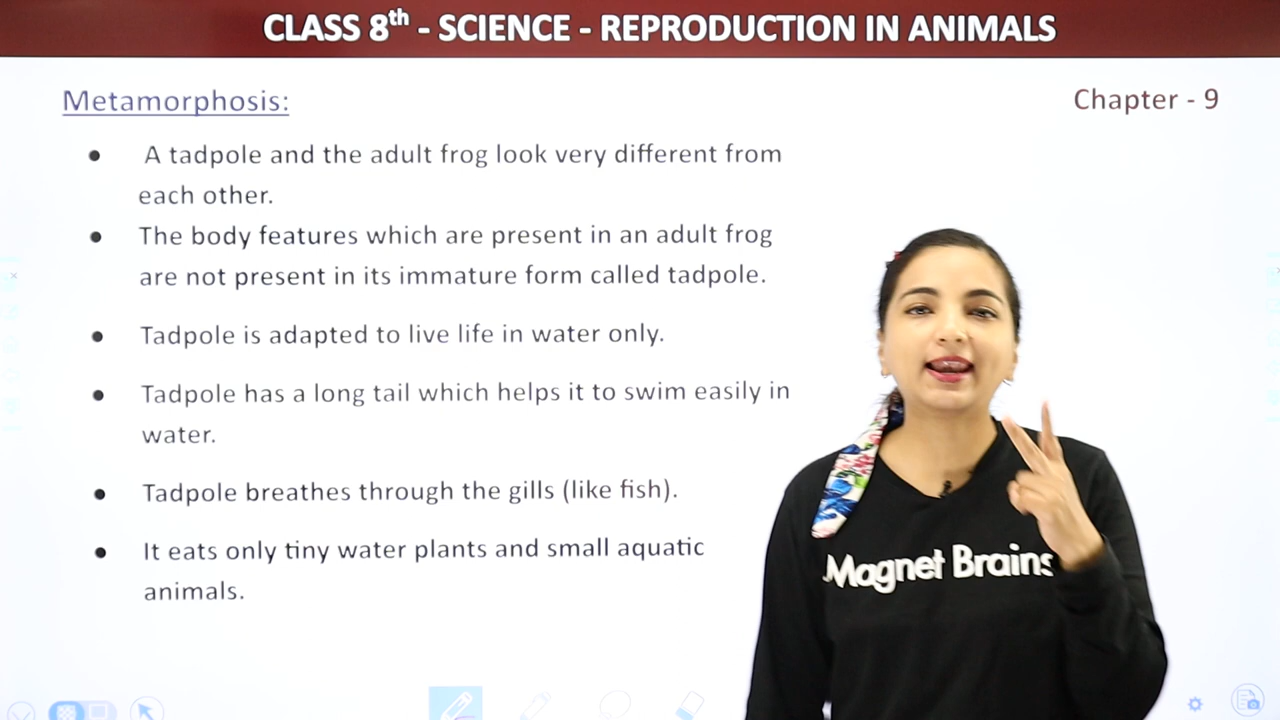 CLASS 8th - SCIENCE - REPRODUCTION IN ANIMALS
Metamorphosis:
Chapter - 9
● A tadpole and the adult frog look very different from
each other.
● The body features which are present in an adult frog
are not present in its immature form called tadpole.
● Tadpole is adapted to live life in water only.
● Tadpole has a long tail which helps it to swim easily in
water.
● Tadpole breathes through the gills (like fish).
● It eats only tiny water plants and small aquatic
animals.
Magnet Brains